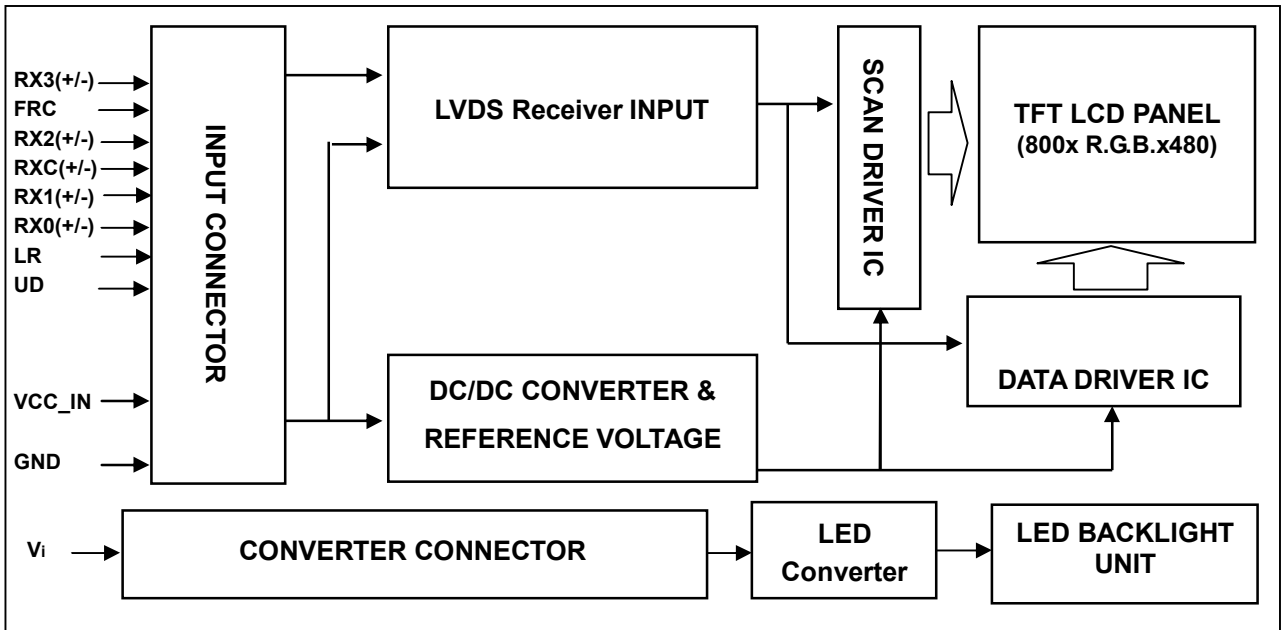 RX3(+/-)
FRC
RX2(+/-)
RXC(+/-)
RX1(+/-)
RX0(+/-)
LR
UD
VCC_IN
GND
INPUT CONNECTOR
LVDS Receiver INPUT
SCAN DRIVER IC
TFT LCD PANEL
(800x R.G.B.x480)
DC/DC CONVERTER &
REFERENCE VOLTAGE
DATA DRIVER IC
Vi
CONVERTER CONNECTOR
LED
Converter
LED BACKLIGHT
UNIT